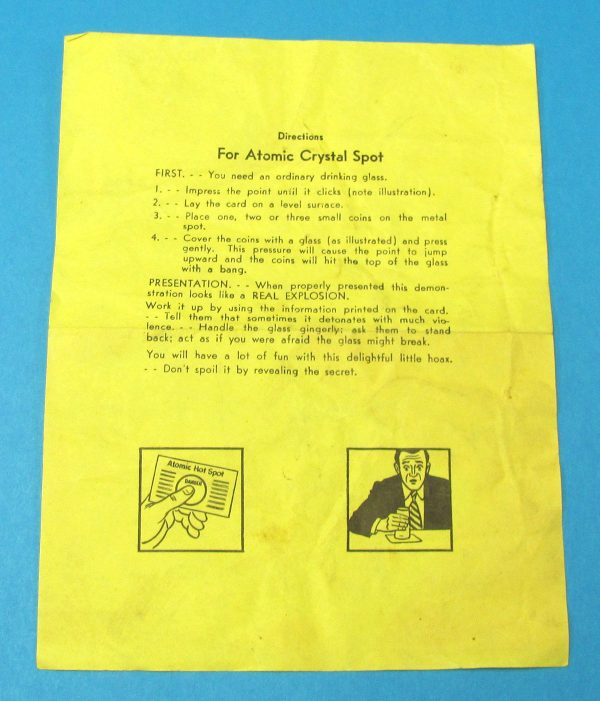 Directions
For Atomic Crystal Spot
FIRST. - - You need an ordinary drinking glass.
1. - - Impress the point until it clicks (note illustration).
2. - - Lay the card on a level surface.
3. - - Place one, two or three small coins on the metal
spot.
4. - - Cover the coins with a glass (as illustrated) and press
gently. This pressure will cause the point to jump
upward and the coins will hit the top of the glass
with a bang.
PRESENTATION. - - When properly presented this demon-
stration looks like a REAL EXPLOSION.
Work it up by using the information printed on the card.
- - Tell them that sometimes it detonates with much vio-
lence. - - Handle the glass gingerly; ask them to stand
back; act as if you were afraid the glass might break.
You will have a lot of fun with this delightful little hoax.
- - Don't spoil it by revealing the secret.
Atomic Hot Spot
DANGER